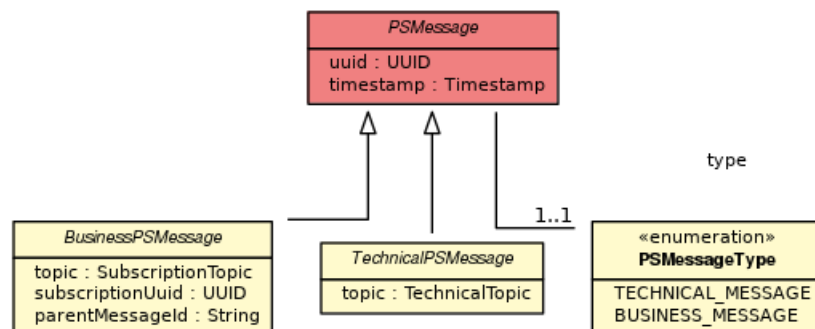 PSMessage
uuid : UUID
timestamp : Timestamp
type
1..1
BusinessPSMessage
topic : SubscriptionTopic
subscriptionUuid : UUID
parentMessageId : String
TechnicalPSMessage
topic : TechnicalTopic
«enumeration»
PSMessageType
TECHNICAL_MESSAGE
BUSINESS_MESSAGE